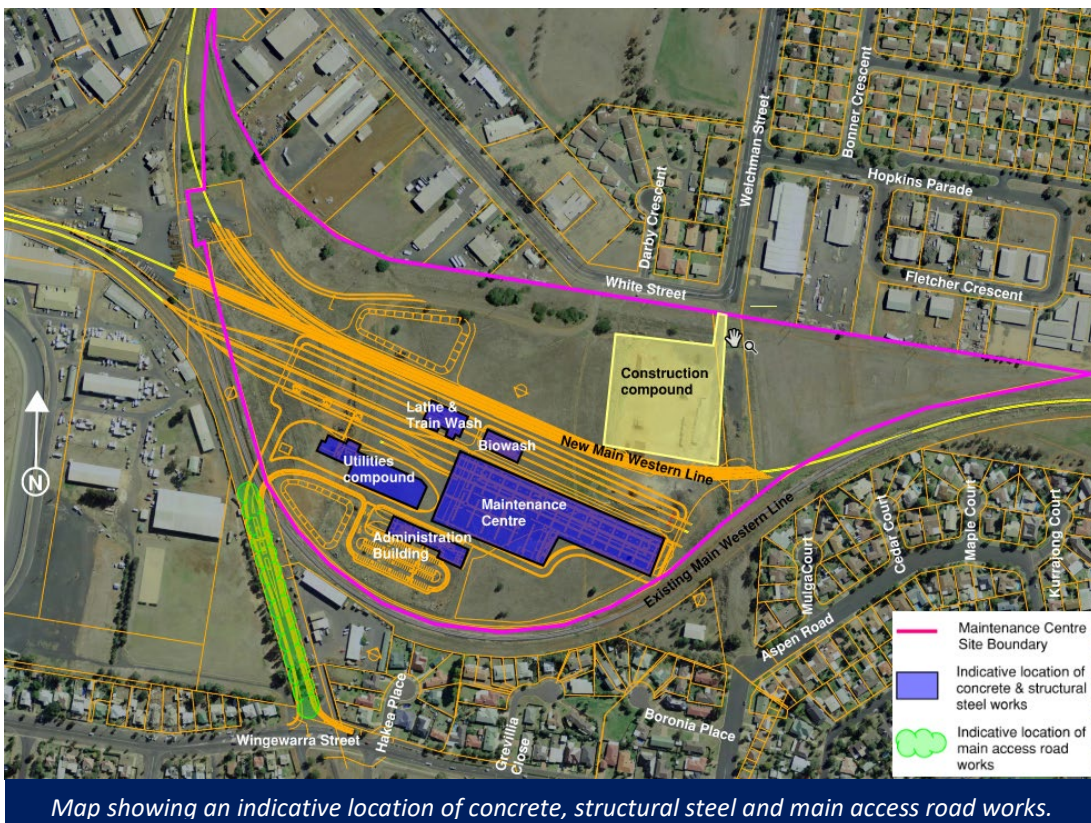 Welchman Street
Bonner Crescent
Hopkins Parade
Darby Crescent
Fletcher Crescent
White Street
Construction
compound
Lathe &
Train Wash
Biowash
New Main Western Line
Utilities
compound
Maintenance
Centre
Administration
Building
Existing Main Western Line
MulgaCourt
Cedar Court
Maple Court
Kurrajong Court
Aspen Road
N
Hakea Place
Grevillia
Close
Boronia Place
Wingewarra Street
Maintenance Centre
Site Boundary
Indicative location of
concrete & structural
steel works
Indicative location of
main access road
works
Map showing an indicative location of concrete, structural steel and main access road works.